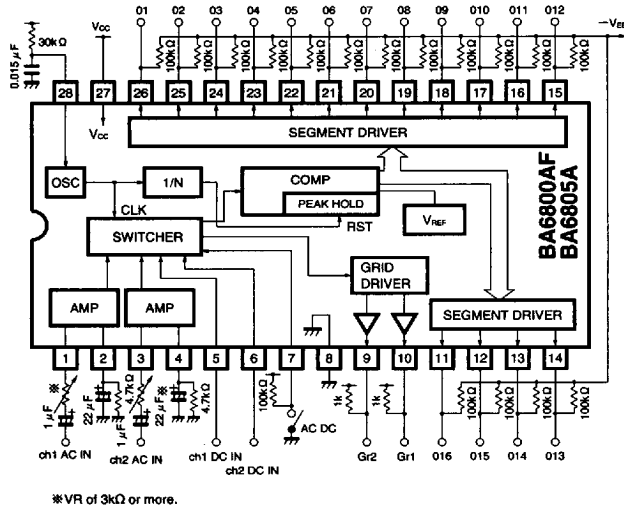 01 02 03 04 05 06 07 08 09 010 011 012
30kΩ
0.015 µF
Vcc
-VEE
100kΩ 100kΩ 100kΩ 100kΩ 100kΩ 100kΩ 100kΩ 100kΩ 100kΩ 100kΩ 100kΩ 100kΩ
28 27 26 25 24 23 22 21 20 19 18 17 16 15
Vcc
SEGMENT DRIVER
OSC
1/N
COMP
PEAK HOLD
VREF
CLK
RST
SWITCHER
BA6800AF
BA6805A
GRID
DRIVER
AMP
AMP
SEGMENT DRIVER
1 2 3 4 5 6 7 8 9 10 11 12 13 14
※
1 µF
22 µF
4.7kΩ
1 µF
22 µF
※
4.7kΩ
100kΩ
AC DC
1k
1k
100kΩ 100kΩ 100kΩ 100kΩ
ch1 AC IN
ch2 AC IN
ch1 DC IN
ch2 DC IN
Gr2 Gr1 016 015 014 013
※VR of 3kΩ or more.